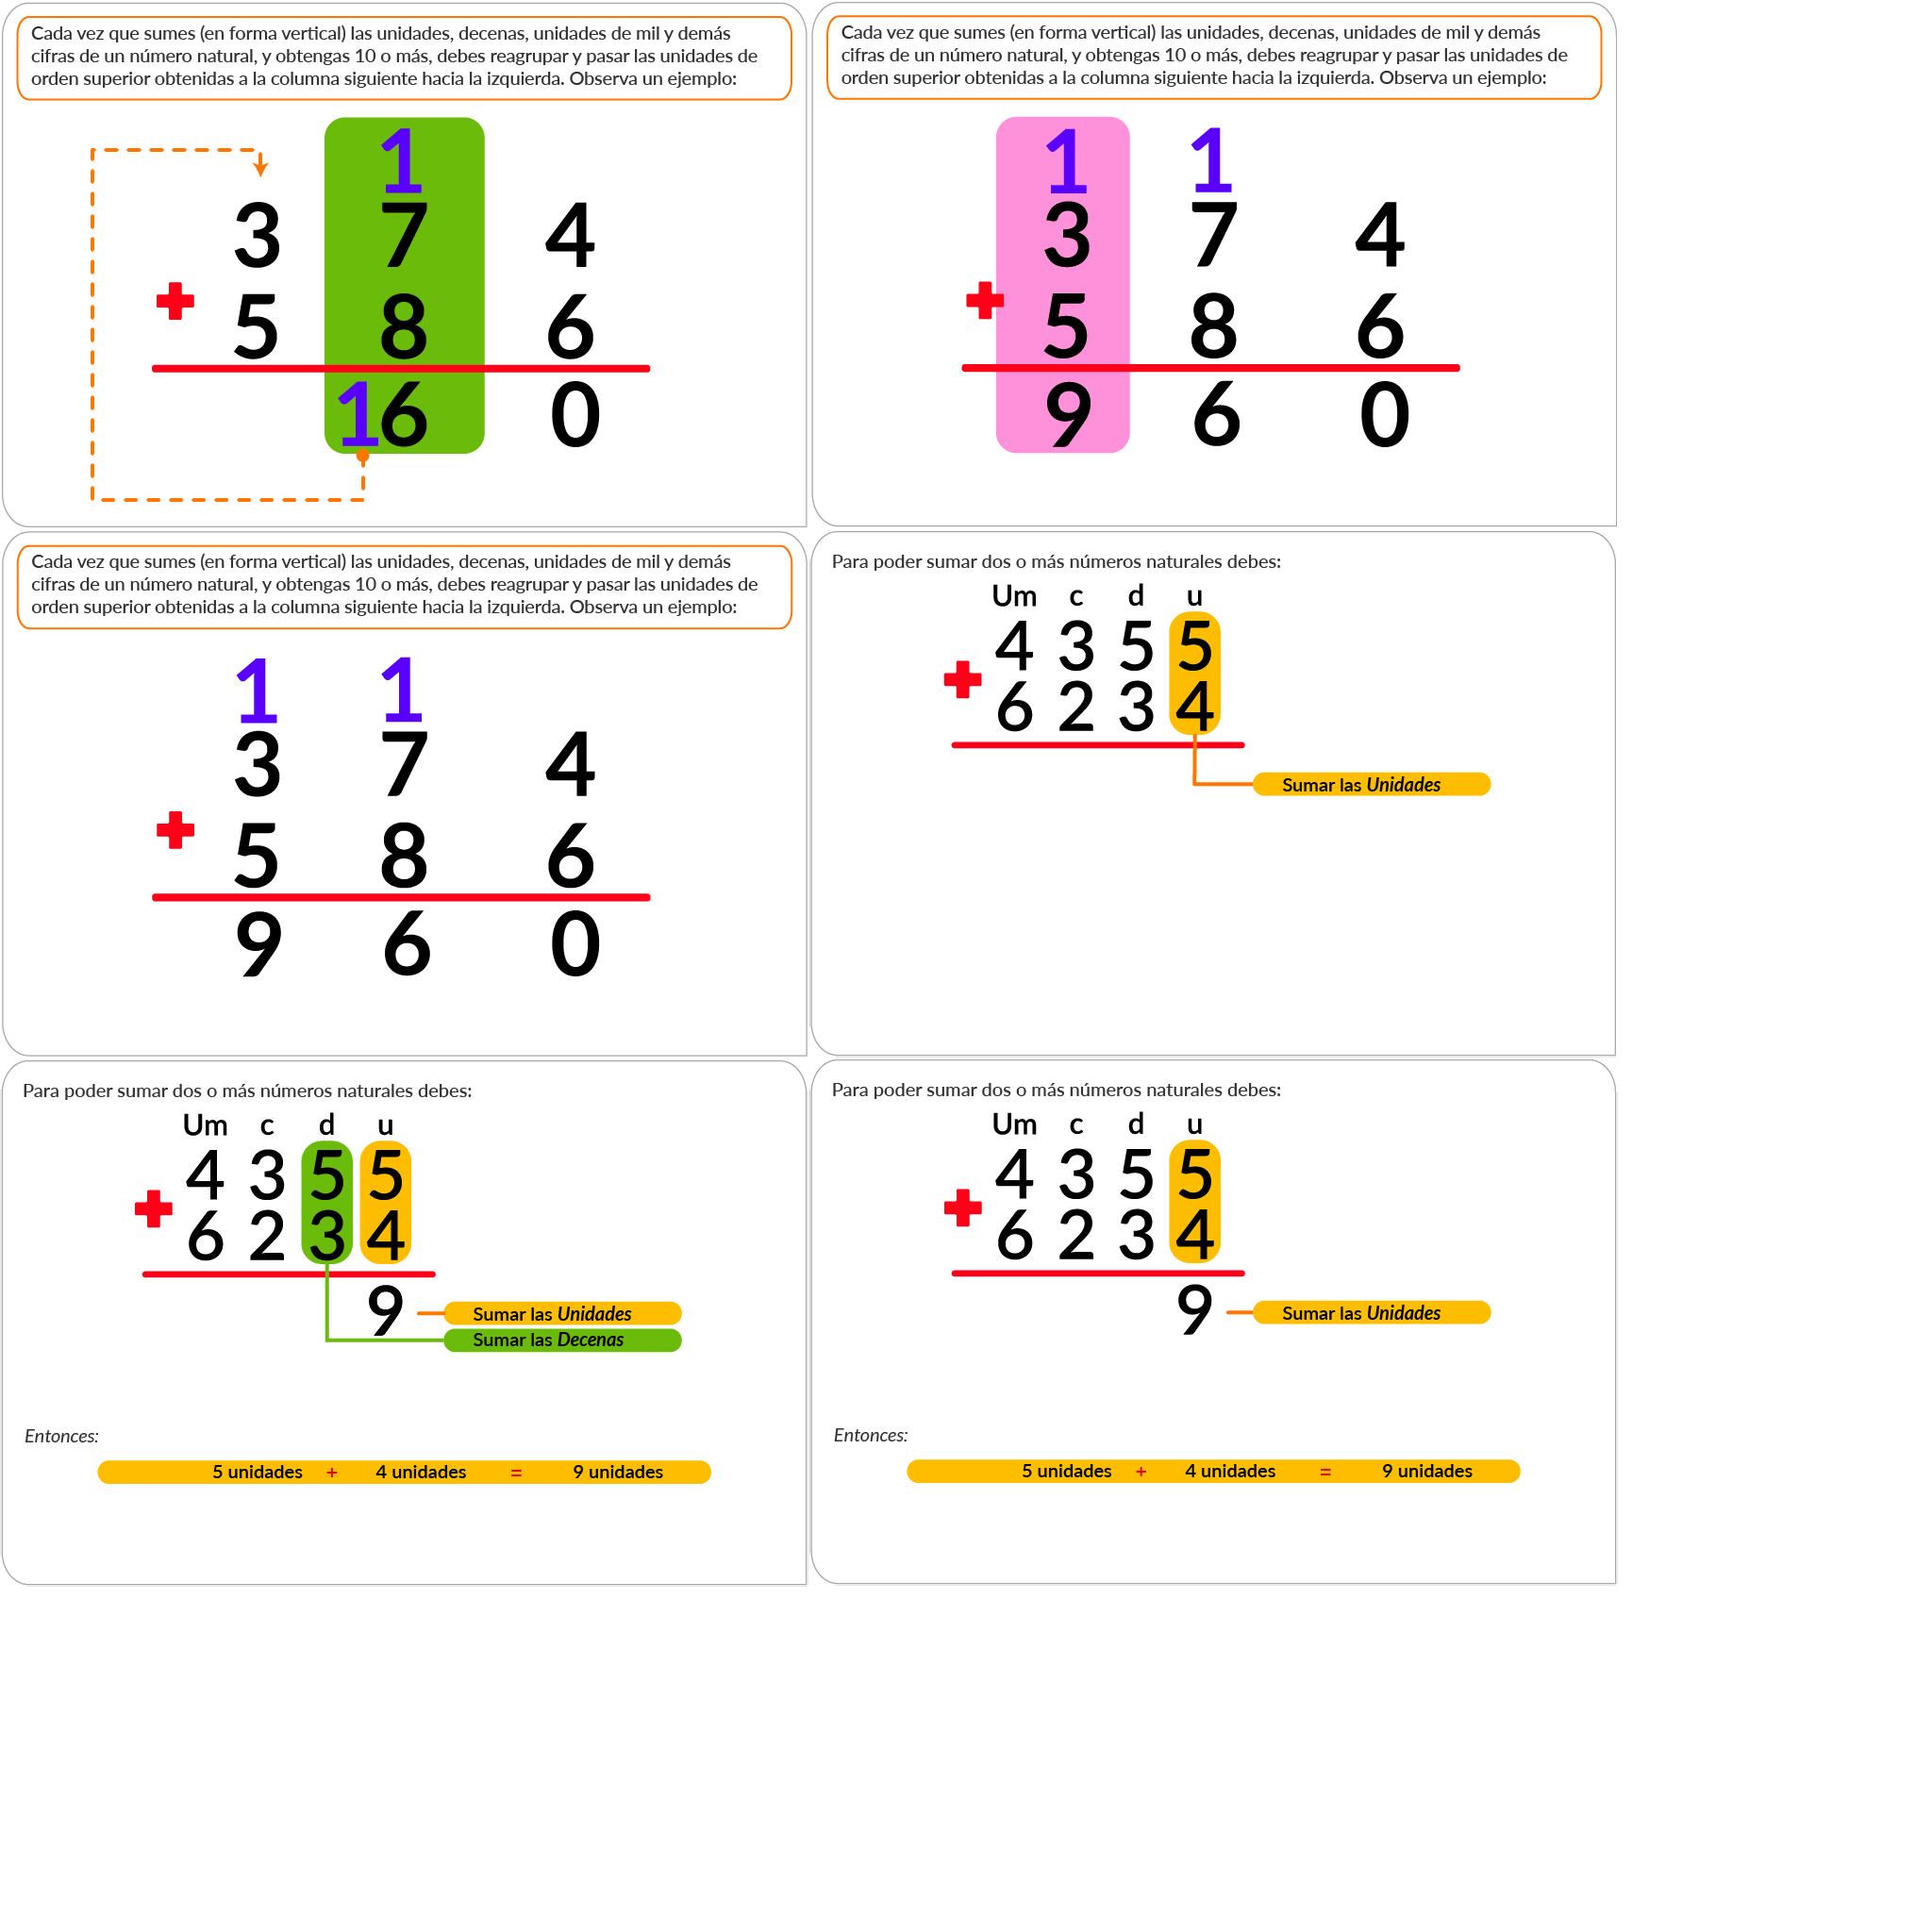 Cada vez que sumes (en forma vertical) las unidades, decenas, unidades de mil y demás
cifras de un número natural, y obtengas 10 o más, debes reagrupar y pasar las unidades de
orden superior obtenidas a la columna siguiente hacia la izquierda. Observa un ejemplo:
1
3 7 4
+
5 8 6
16 0
Cada vez que sumes (en forma vertical) las unidades, decenas, unidades de mil y demás
cifras de un número natural, y obtengas 10 o más, debes reagrupar y pasar las unidades de
orden superior obtenidas a la columna siguiente hacia la izquierda. Observa un ejemplo:
1 1
3 7 4
+
5 8 6
9 6 0
Cada vez que sumes (en forma vertical) las unidades, decenas, unidades de mil y demás
cifras de un número natural, y obtengas 10 o más, debes reagrupar y pasar las unidades de
orden superior obtenidas a la columna siguiente hacia la izquierda. Observa un ejemplo:
1 1
3 7 4
+
5 8 6
9 6 0
Para poder sumar dos o más números naturales debes:
Um c d u
4 3 5 5
+
6 2 3 4
Sumar las Unidades
Para poder sumar dos o más números naturales debes:
Um c d u
4 3 5 5
+
6 2 3 4
9 Sumar las Unidades
Sumar las Decenas
Entonces:
5 unidades + 4 unidades = 9 unidades
Para poder sumar dos o más números naturales debes:
Um c d u
4 3 5 5
+
6 2 3 4
9 Sumar las Unidades
Entonces:
5 unidades + 4 unidades = 9 unidades